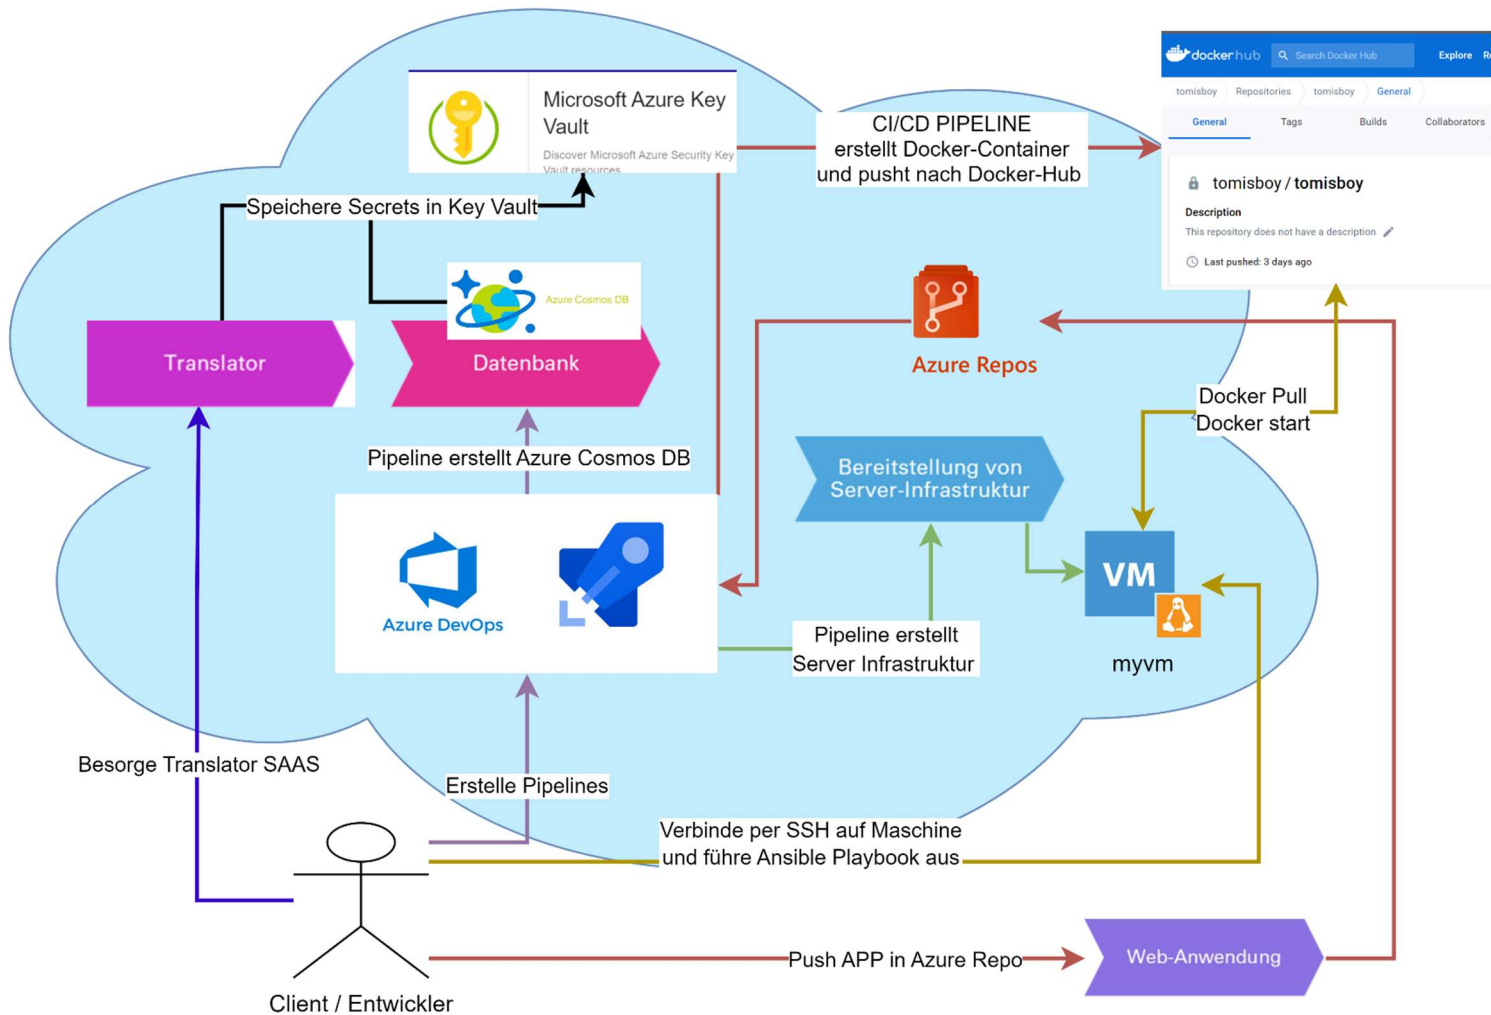 dockerhub
Search Docker Hub
Explore
tomisboy
Repositories
tomisboy
General
General
Tags
Builds
Collaborators
tomisboy / tomisboy
Description
This repository does not have a description
Last pushed: 3 days ago
Microsoft Azure Key
Vault
Discover Microsoft Azure Security Key
Vault resources
CI/CD PIPELINE
erstellt Docker-Container
und pusht nach Docker-Hub
Speichere Secrets in Key Vault
Azure Cosmos DB
Translator
Datenbank
Azure Repos
Docker Pull
Docker start
Pipeline erstellt Azure Cosmos DB
Bereitstellung von
Server-Infrastruktur
Azure DevOps
VM
Pipeline erstellt
Server Infrastruktur
myvm
Besorge Translator SAAS
Erstelle Pipelines
Verbinde per SSH auf Maschine
und führe Ansible Playbook aus
Push APP in Azure Repo
Web-Anwendung
Client / Entwickler